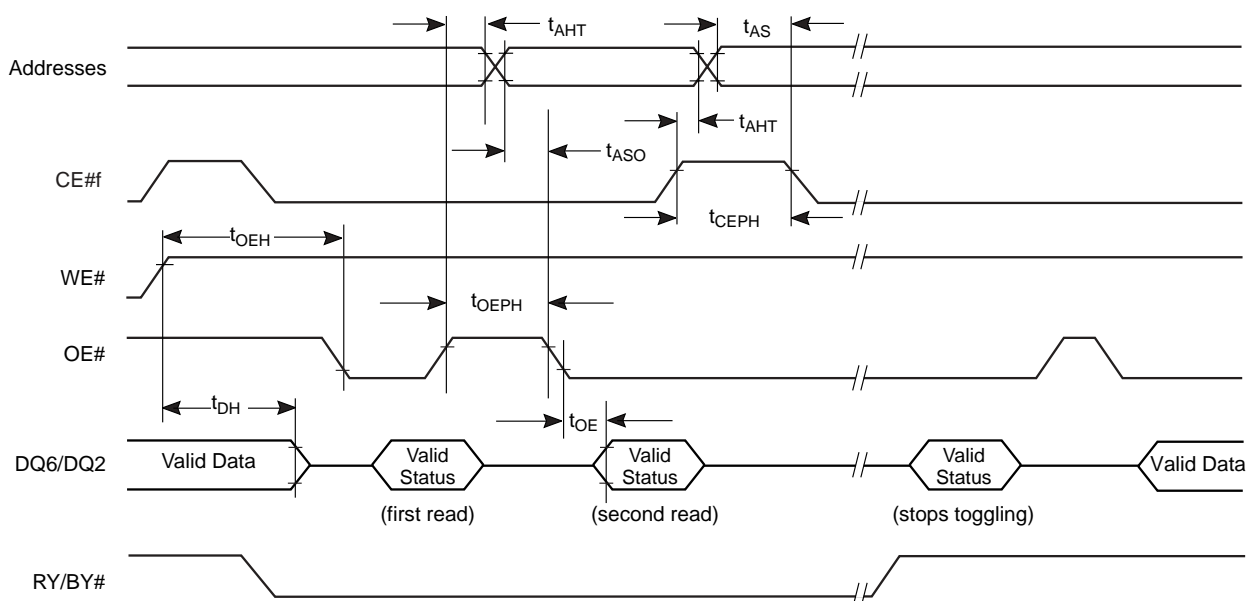 tAHT
tAS
Addresses
tAHT
tASO
CE#f
tCEPH
tOEH
WE#
tOEPH
OE#
tDH
tOE
DQ6/DQ2
Valid Data
Valid
Status
Valid
Status
Valid
Status
Valid Data
(first read)
(second read)
(stops toggling)
RY/BY#